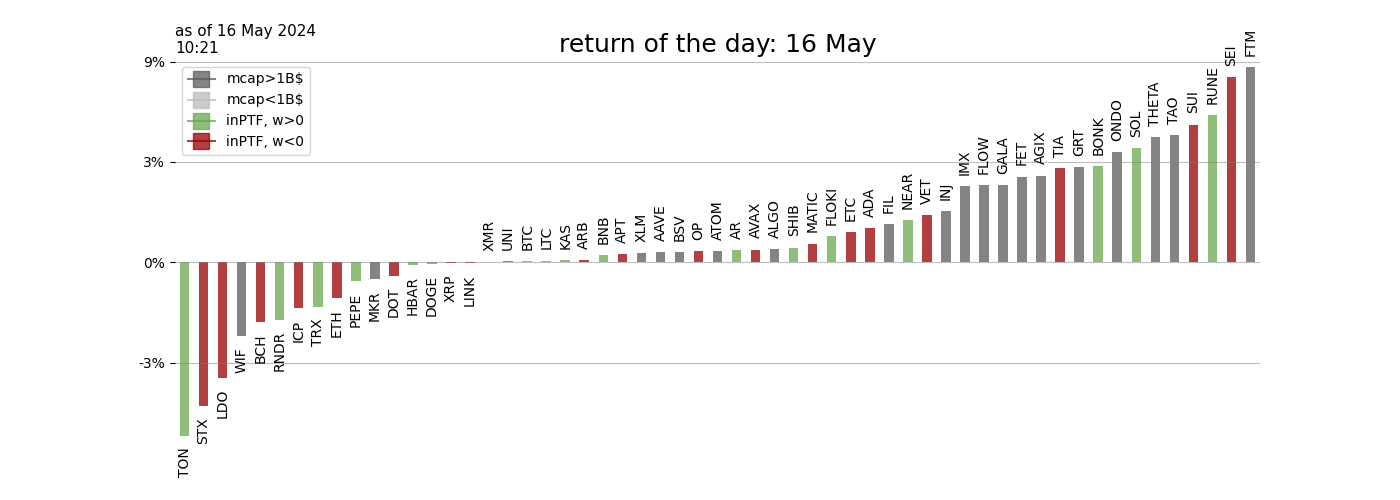 as of 16 May 2024
10:21
return of the day: 16 May
9%
3%
0%
-3%
mcap>1B$
mcap<1B$
inPTF, w>0
inPTF, w<0
TON
STX
LDO
WIF
BCH
RNDR
ICP
TRX
ETH
PEPE
MKR
DOT
HBAR
DOGE
XRP
LINK
XMR
UNI
BTC
LTC
KAS
ARB
BNB
APT
XLM
AAVE
BSV
OP
ATOM
AR
AVAX
ALGO
SHIB
MATIC
FLOKI
ETC
ADA
FIL
NEAR
VET
INJ
IMX
FLOW
GALA
FET
AGIX
TIA
GRT
BONK
ONDO
SOL
THETA
TAO
SUI
RUNE
SEI
FTM